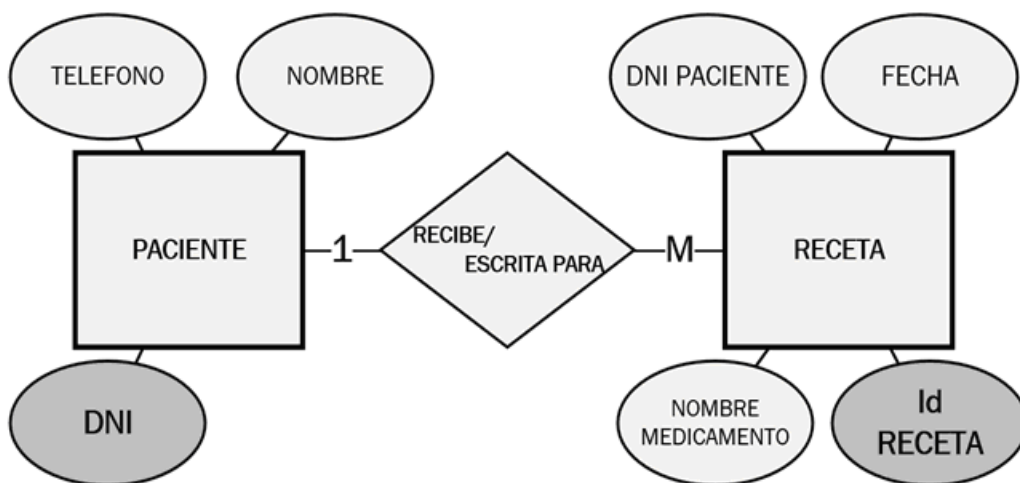 TELEFONO
NOMBRE
DNI PACIENTE
FECHA
PACIENTE
1
RECIBE/
ESCRITA PARA
M
RECETA
DNI
NOMBRE
MEDICAMENTO
Id
RECETA